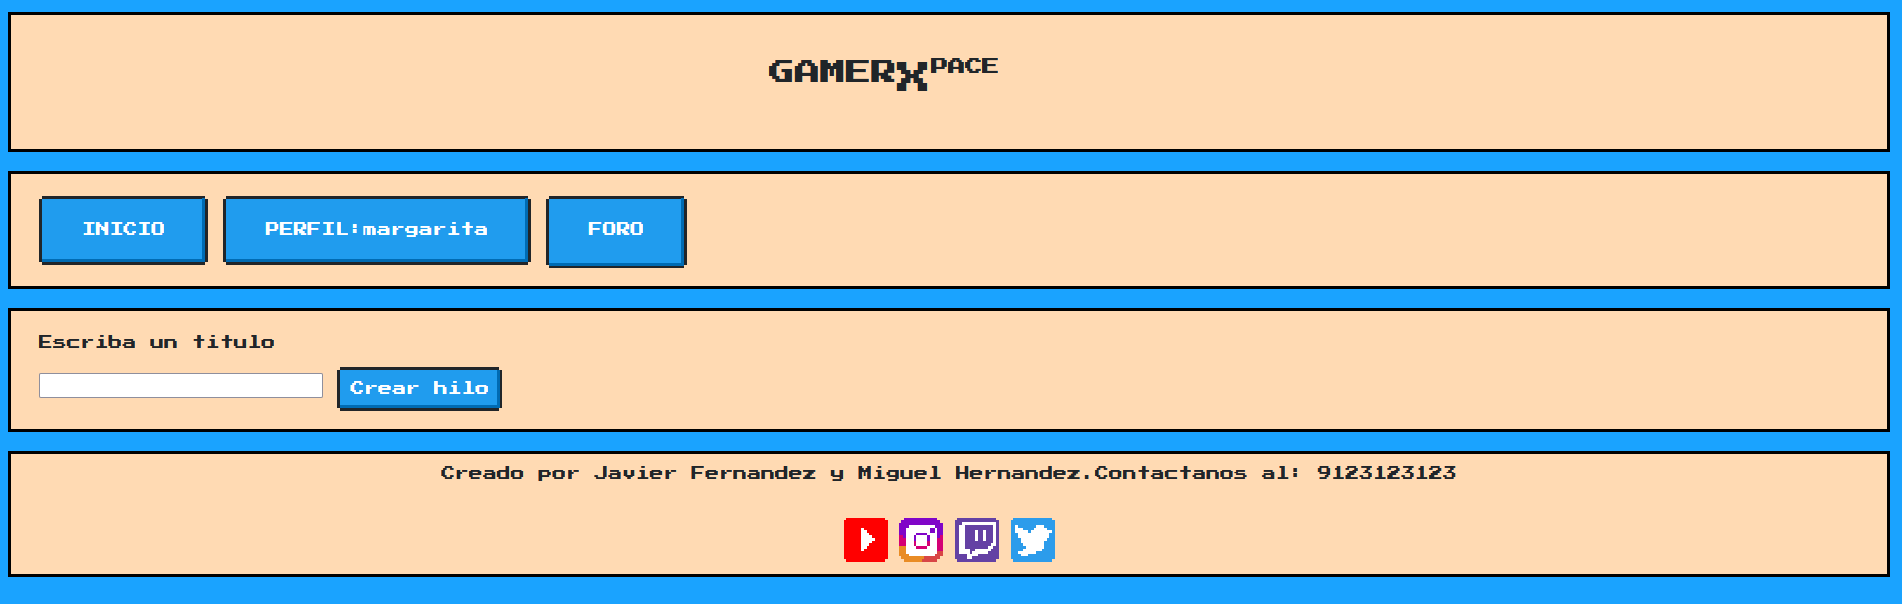 GAMERXPACE
INICIO PERFIL:margarita FORO
Escriba un titulo
Crear hilo
Creado por Javier Fernandez y Miguel Hernandez.Contactanos al: 9123123123